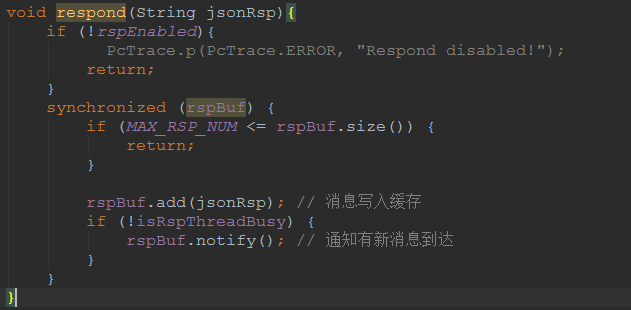 void respond(String jsonRsp){
    if (!rspEnabled){
          PcTrace.p(PcTrace.ERROR, "Respond disabled!");
        return;
    }
    synchronized (rspBuf) {
        if (MAX_RSP_NUM <= rspBuf.size()) {
            return;
        }

        rspBuf.add(jsonRsp); // 消息写入缓存
        if (!isRspThreadBusy) {
            rspBuf.notify(); // 通知有新消息到达
        }
    }
}